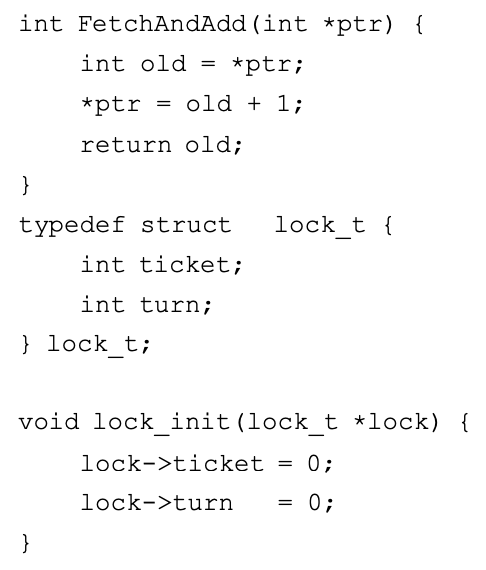 int FetchAndAdd(int *ptr) {
    int old = *ptr;
    *ptr = old + 1;
    return old;
}
typedef struct   lock_t {
    int ticket;
    int turn;
} lock_t;

void lock_init(lock_t *lock) {
    lock->ticket = 0;
    lock->turn   = 0;
}